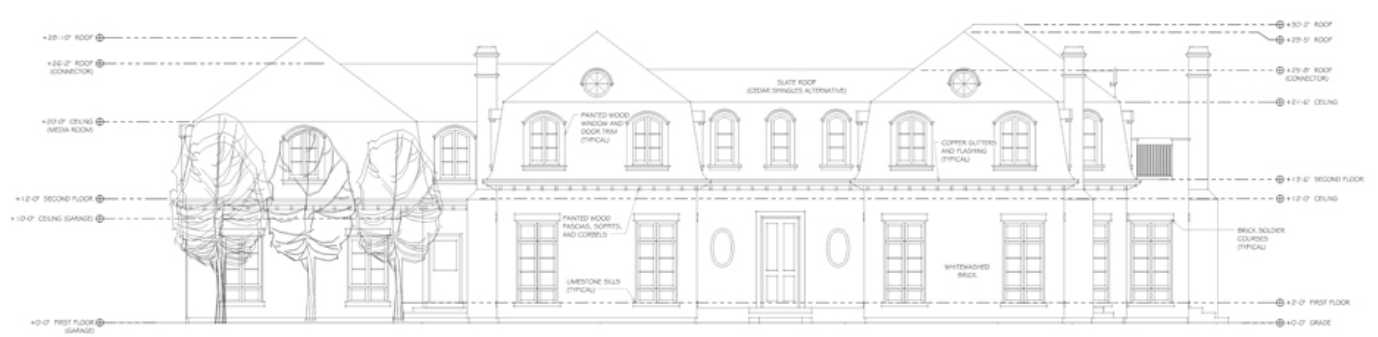 +28'-10" ROOF
+26'-2" ROOF
(CONNECTOR)
+20'-0" CEILING
(MEDIA ROOM)
+12'-0" SECOND FLOOR
+10'-0" CEILING (GARAGE)
+0'-0" FIRST FLOOR
(GARAGE)
PAINTED WOOD
WINDOW AND
DOOR TRIM
(TYPICAL)
SLATE ROOF
(CEDAR SHINGLES ALTERNATIVE)
COPPER GUTTERS
AND FLASHING
(TYPICAL)
PAINTED WOOD
FASCIAS, SOFFITS,
AND CORBELS
LIMESTONE SILLS
(TYPICAL)
WHITEWASHED
BRICK
+30'-2" ROOF
+29'-5" ROOF
+25'-8" ROOF
(CONNECTOR)
+21'-6" CEILING
+13'-6" SECOND FLOOR
+12'-0" CEILING
BRICK SOLDIER
COURSES
(TYPICAL)
+2'-0" FIRST FLOOR
+0'-0" GRADE